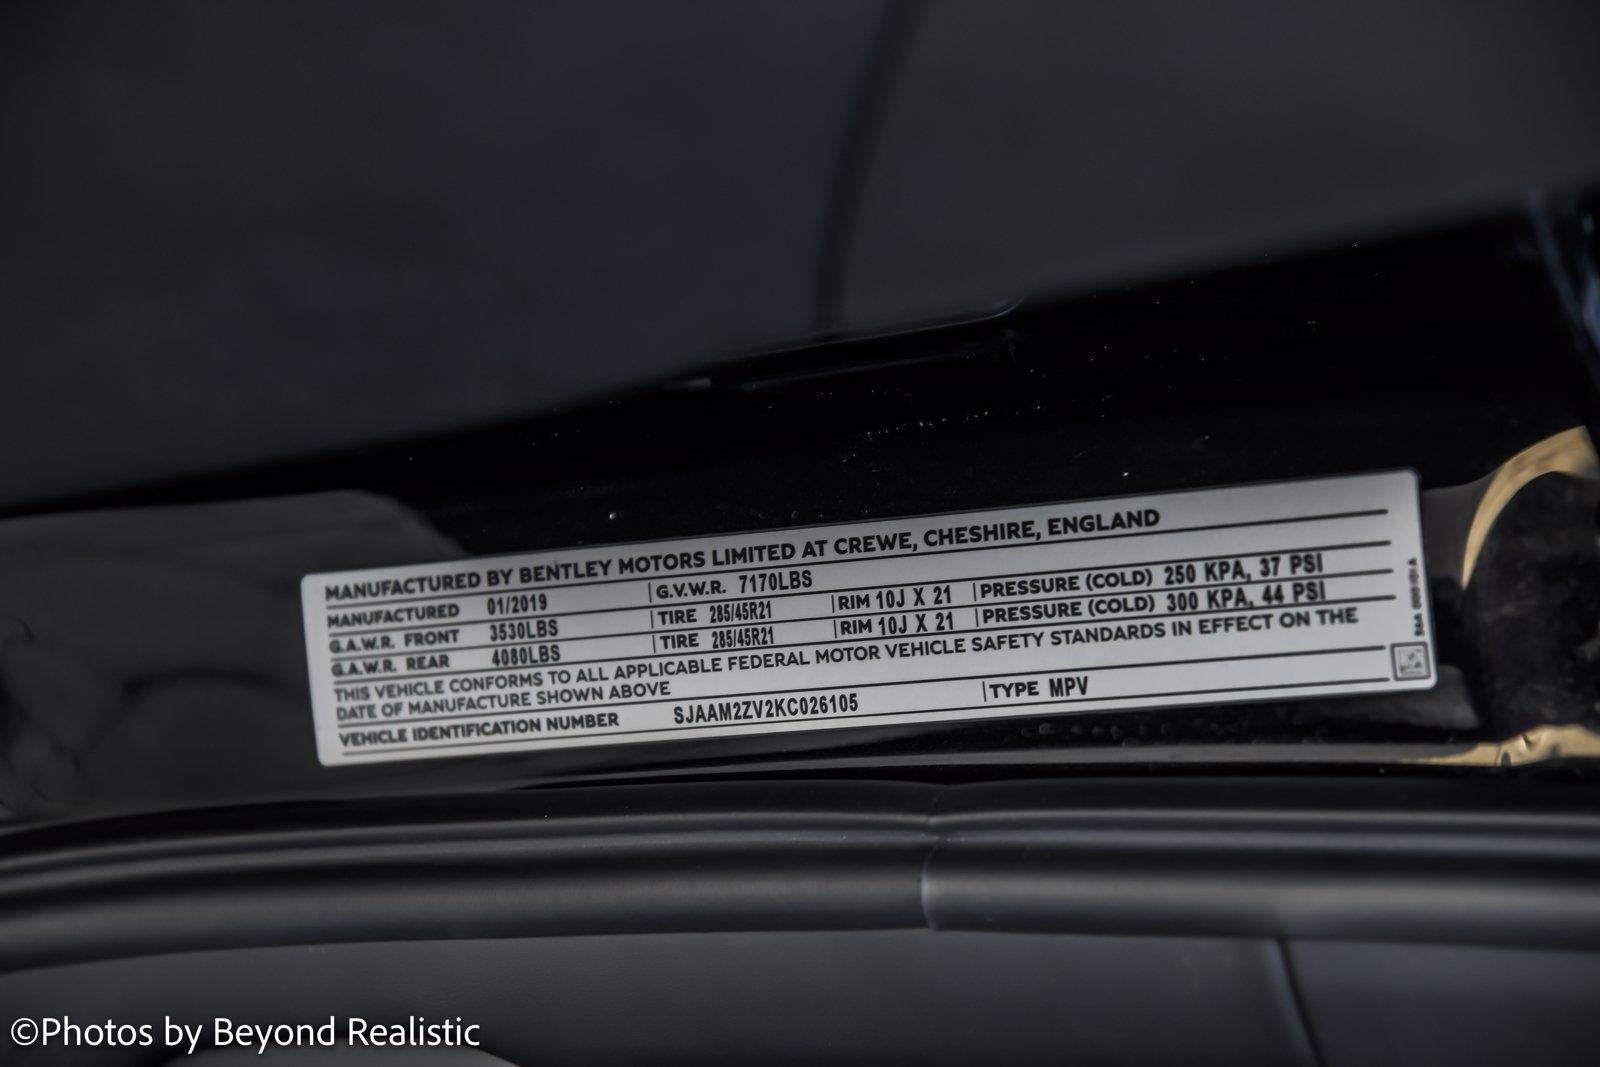 MANUFACTURED BY BENTLEY MOTORS LIMITED AT CREWE, CHESHIRE, ENGLAND
MANUFACTURED 01/2019 G.V.W.R. 7170LBS
G.A.W.R. FRONT 3530LBS TIRE 285/45R21 RIM 10J X 21 PRESSURE (COLD) 250 KPA, 37 PSI
G.A.W.R. REAR 4080LBS TIRE 285/45R21 RIM 10J X 21 PRESSURE (COLD) 300 KPA, 44 PSI
THIS VEHICLE CONFORMS TO ALL APPLICABLE FEDERAL MOTOR VEHICLE SAFETY STANDARDS IN EFFECT ON THE
DATE OF MANUFACTURE SHOWN ABOVE
VEHICLE IDENTIFICATION NUMBER SJAAM2ZV2KC026105 TYPE MPV
©Photos by Beyond Realistic